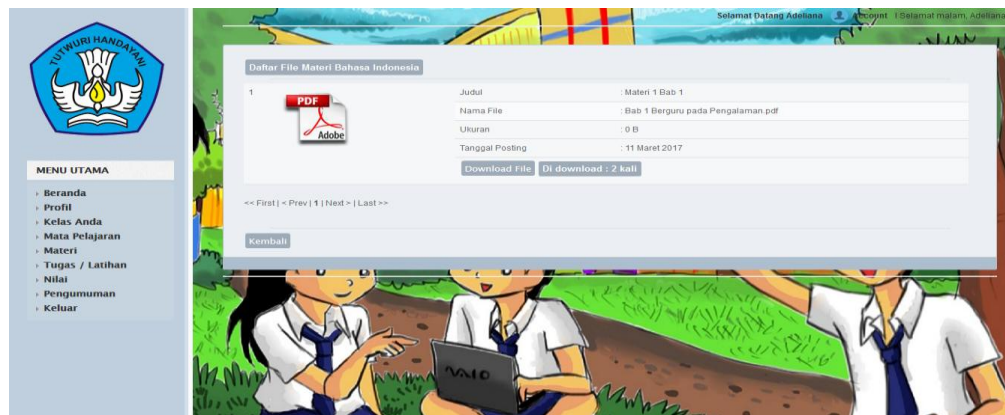 Selamat Datang Adeliana Account | Selamat malam, Adeliana
TUTWURI HANDAYANI
MENU UTAMA
Beranda
Profil
Kelas Anda
Mata Pelajaran
Materi
Tugas / Latihan
Nilai
Pengumuman
Keluar
Daftar File Materi Bahasa Indonesia
1
PDF
Adobe
Judul : Materi 1 Bab 1
Nama File : Bab 1 Berguru pada Pengalaman.pdf
Ukuran : 0 B
Tanggal Posting : 11 Maret 2017
Download File Di download : 2 kali
<< First | < Prev | 1 | Next > | Last >>
Kembali
VAIO